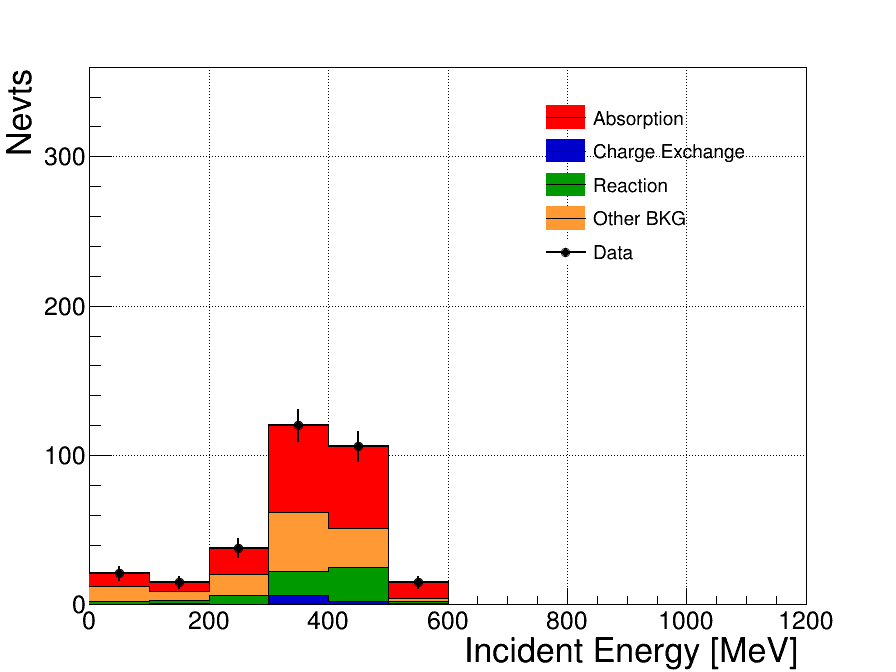 Nevts
300
200
100
0
Absorption
Charge Exchange
Reaction
Other BKG
Data
0 200 400 600 800 1000 1200
Incident Energy [MeV]